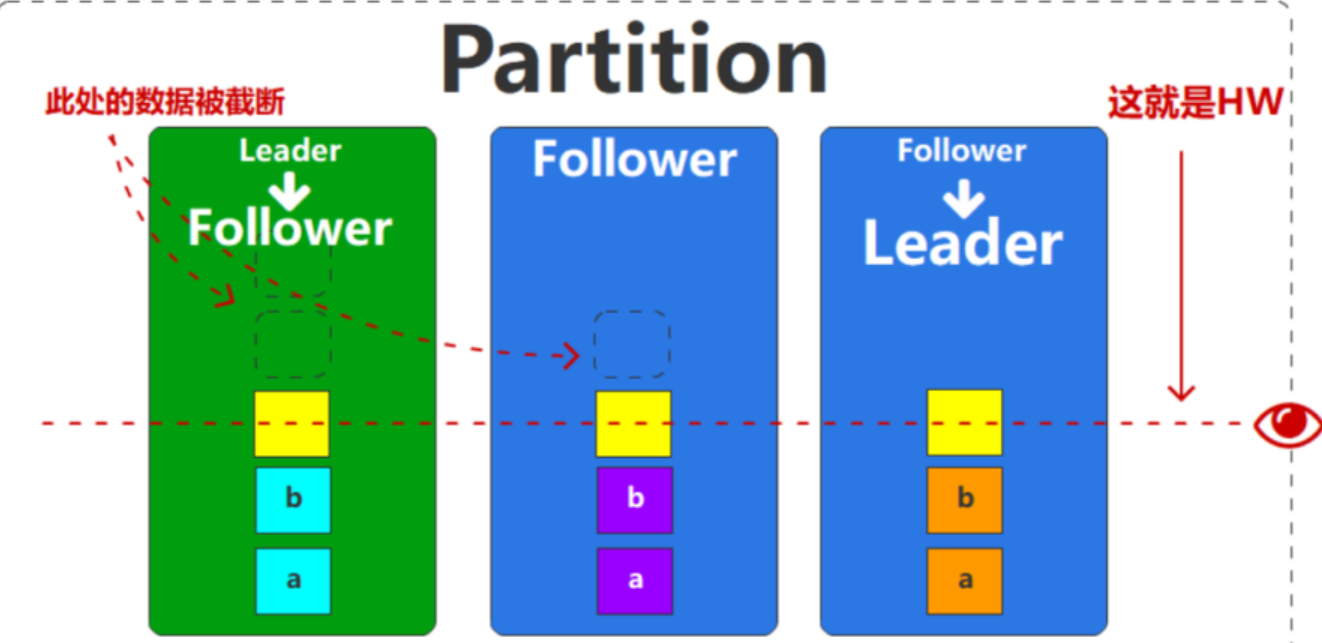 Partition
此处的数据被截断
这就是HW
Leader
Follower
Follower
Follower
Leader
b
b
b
a
a
a